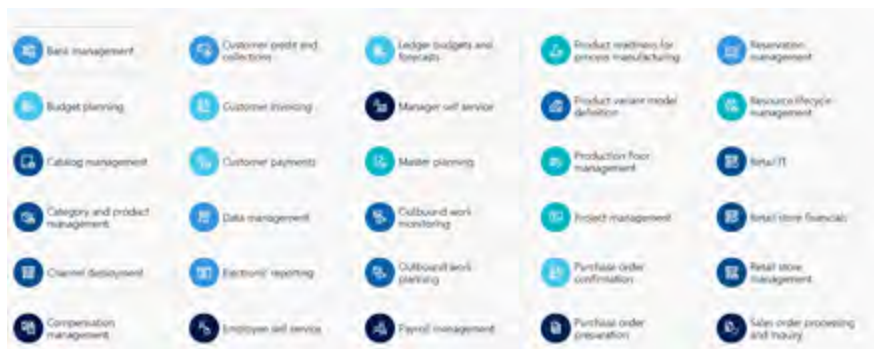 Bank management
Customer credit and
collections
Ledger budgets and
forecasts
Product readiness for
process manufacturing
Reservation
management
Budget planning
Customer invoicing
Manager self service
Product variant model
definition
Resource lifecycle
management
Catalog management
Customer payments
Master planning
Production floor
management
Retail IT
Category and product
management
Data management
Outbound work
monitoring
Project management
Retail store financials
Channel deployment
Electronic reporting
Outbound work
planning
Purchase order
confirmation
Retail store
management
Compensation
management
Employee self service
Payroll management
Purchase order
preparation
Sales order processing
and inquiry